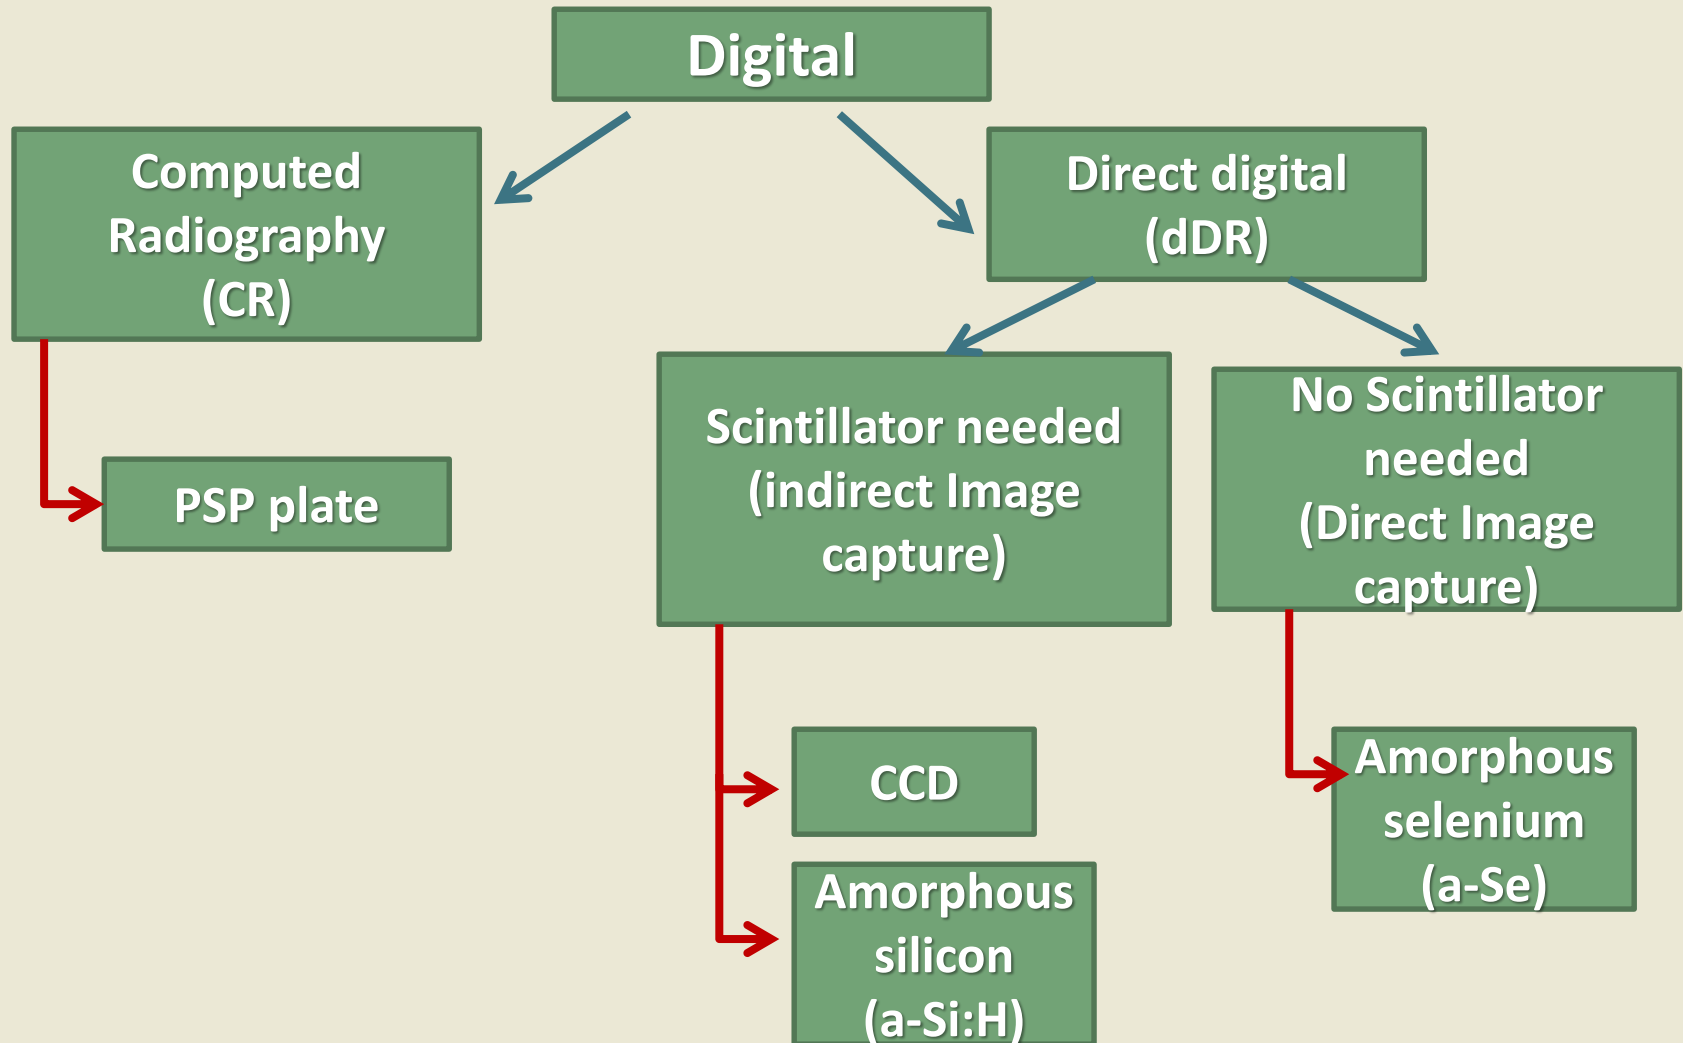 Digital
Computed
Radiography
(CR)
Direct digital
(dDR)
PSP plate
Scintillator needed
(indirect Image
capture)
No Scintillator
needed
(Direct Image
capture)
CCD
Amorphous
silicon
(a-Si:H)
Amorphous
selenium
(a-Se)